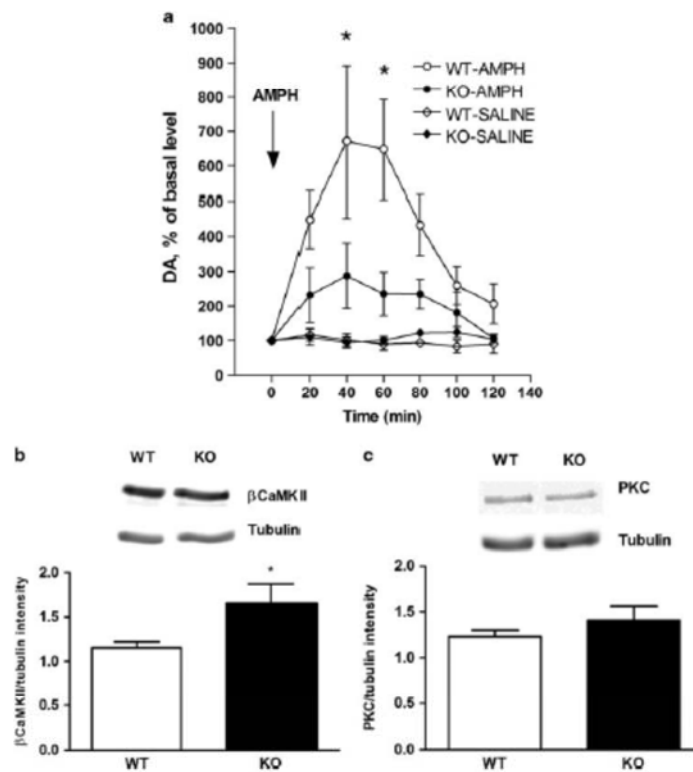 a
1000
900
800
700
600
500
400
300
200
100
0
DA, % of basal level
AMPH
*
*
WT-AMPH
KO-AMPH
WT-SALINE
KO-SALINE
0 20 40 60 80 100 120 140
Time (min)
b
WT KO
βCaMKII
Tubulin
2.0
1.5
1.0
0.5
0.0
βCaMKII/tubulin intensity
*
WT KO
c
WT KO
PKC
Tubulin
2.0
1.5
1.0
0.5
0.0
PKC/tubulin intensity
WT KO